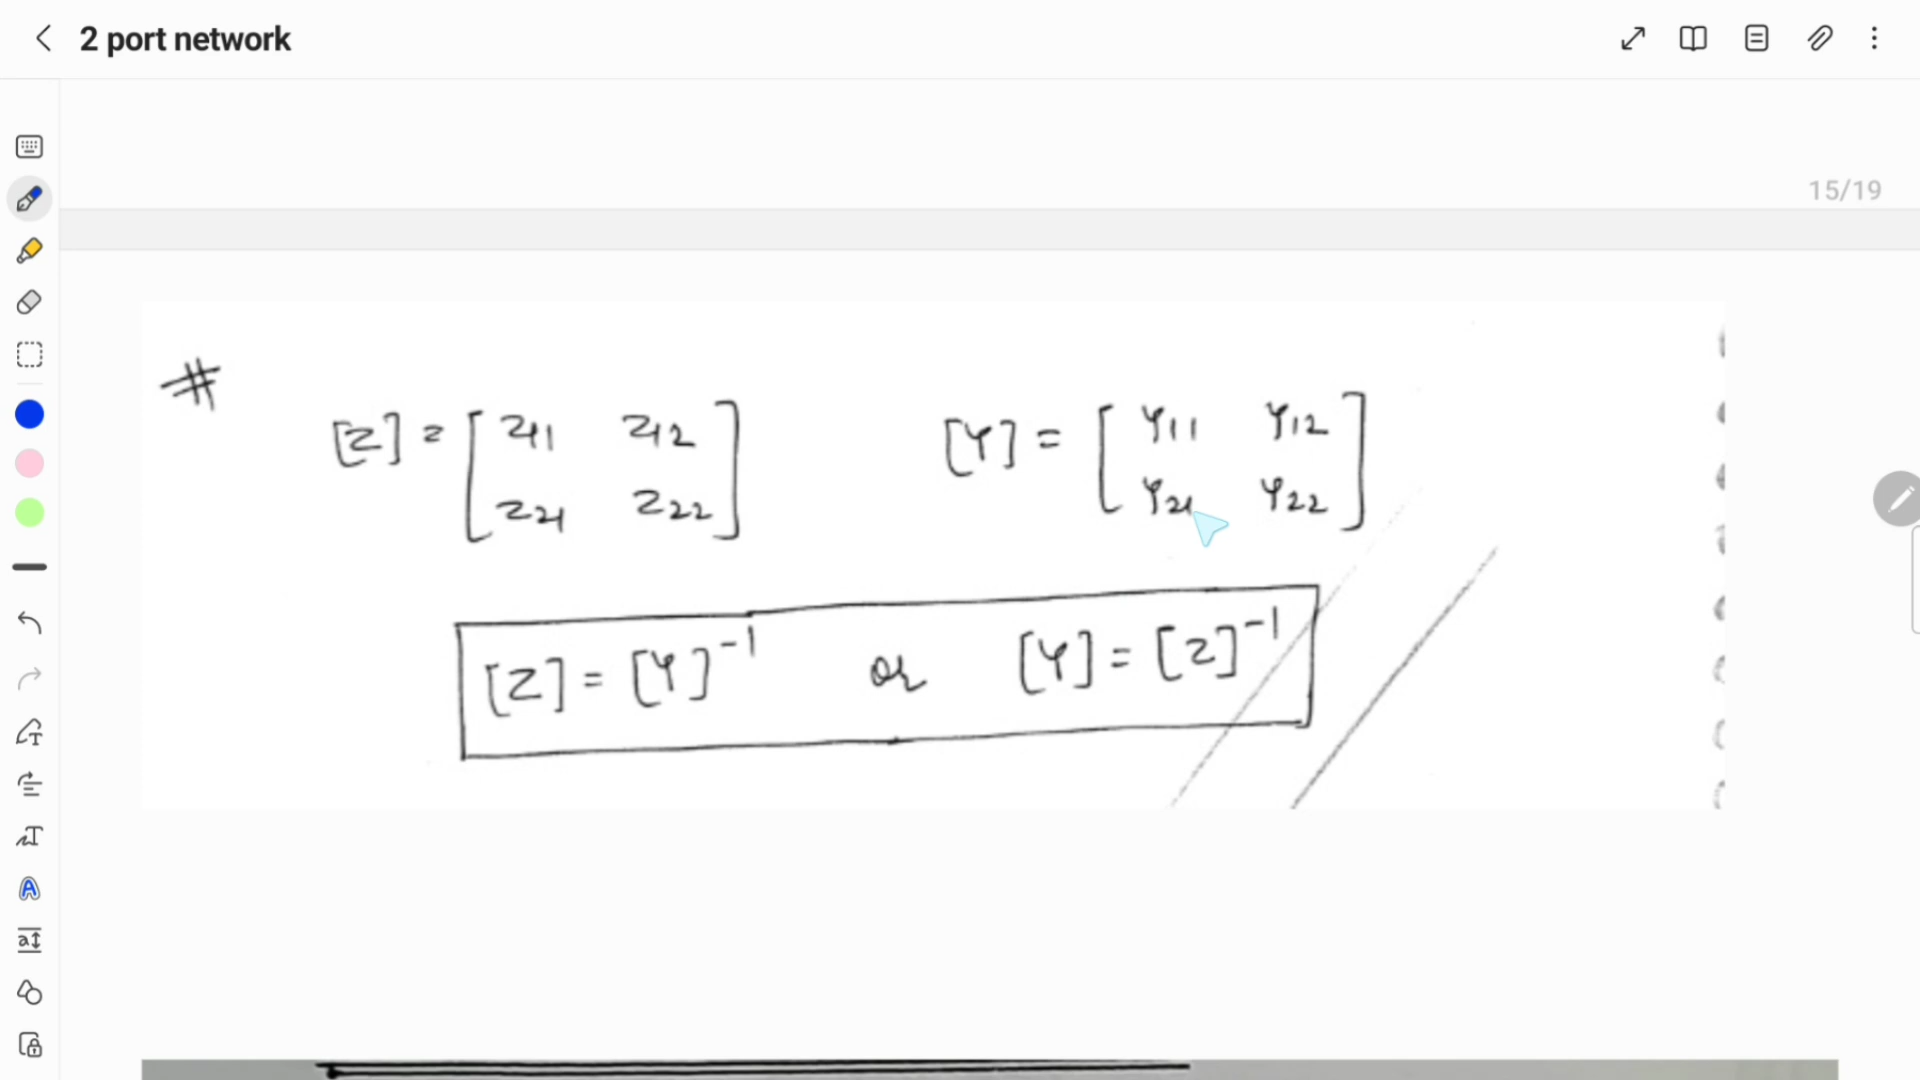 2 port network
15/19
#
[Z] = [ Z11 Z12
Z21 Z22 ]
[Y] = [ Y11 Y12
Y21 Y22 ]
[Z] = [Y]⁻¹ or [Y] = [Z]⁻¹